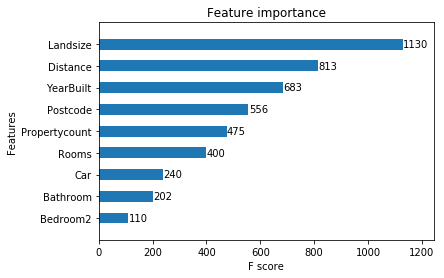 Feature importance
Features
Landsize 1130
Distance 813
YearBuilt 683
Postcode 556
Propertycount 475
Rooms 400
Car 240
Bathroom 202
Bedroom2 110
0 200 400 600 800 1000 1200
F score